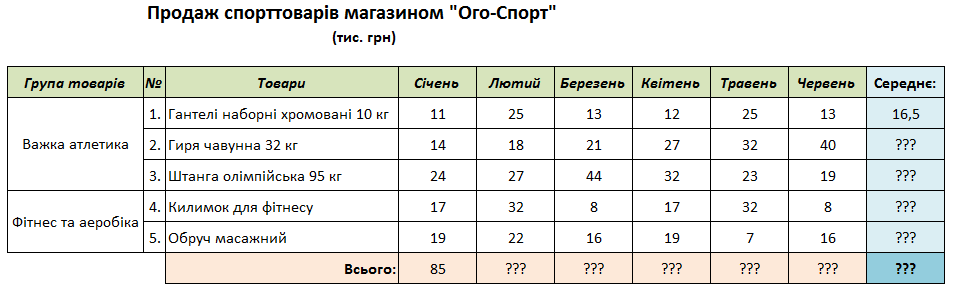 Продаж спорттоварів магазином "Ого-Спорт"
(тис. грн)
Група товарів № Товари Січень Лютий Березень Квітень Травень Червень Середнє:
Важка атлетика
1. Гантелі наборні хромовані 10 кг 11 25 13 12 25 13 16,5
2. Гиря чавунна 32 кг 14 18 21 27 32 40 ???
3. Штанга олімпійська 95 кг 24 27 44 32 23 19 ???
Фітнес та аеробіка
4. Килимок для фітнесу 17 32 8 17 32 8 ???
5. Обруч масажний 19 22 16 19 7 16 ???
Всього: 85 ??? ??? ??? ??? ??? ???